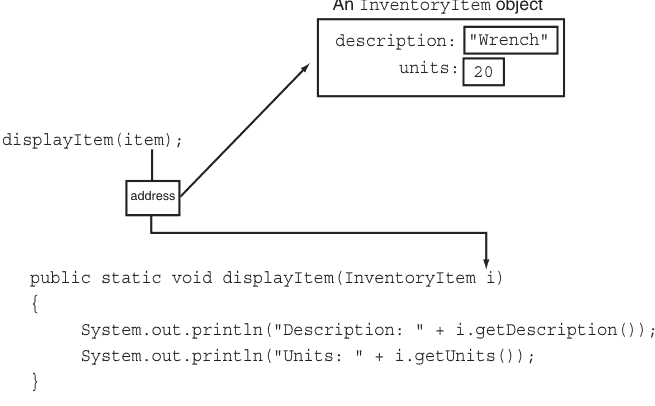 An InventoryItem object
description: "Wrench"
units: 20
displayItem(item);
address
public static void displayItem(InventoryItem i)
{
System.out.println("Description: " + i.getDescription());
System.out.println("Units: " + i.getUnits());
}